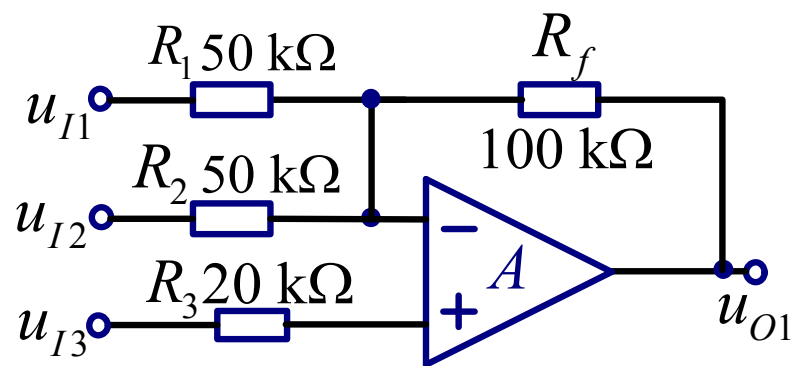 R1 50 kΩ
Rf
uI1
100 kΩ
R2 50 kΩ
uI2
−
A
R3 20 kΩ
+
uI3
uO1